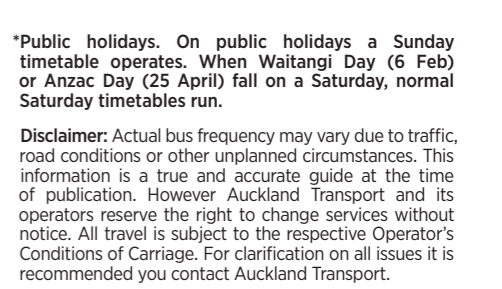 *Public holidays. On public holidays a Sunday
timetable operates. When Waitangi Day (6 Feb)
or Anzac Day (25 April) fall on a Saturday, normal
Saturday timetables run.
Disclaimer: Actual bus frequency may vary due to traffic,
road conditions or other unplanned circumstances. This
information is a true and accurate guide at the time
of publication. However Auckland Transport and its
operators reserve the right to change services without
notice. All travel is subject to the respective Operator's
Conditions of Carriage. For clarification on all issues it is
recommended you contact Auckland Transport.